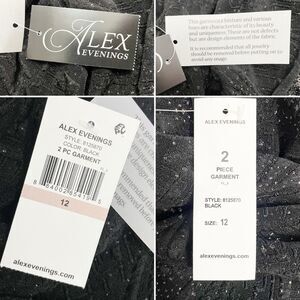 ALEX
EVENINGS
This garment's texture and various
hues are characteristic of its beauty
and uniqueness. These are not defects
but are design elements of the fabric.
It is recommended that all jewelry
should be removed before putting on to
avoid any snags.
ALEX EVENINGS
STYLE: 8125870
COLOR: BLACK
2 PC GARMENT
12
alexevenings.com
ALEX EVENINGS
2
PIECE
GARMENT
STYLE: 8125870
BLACK
SIZE: 12
alexevenings.com